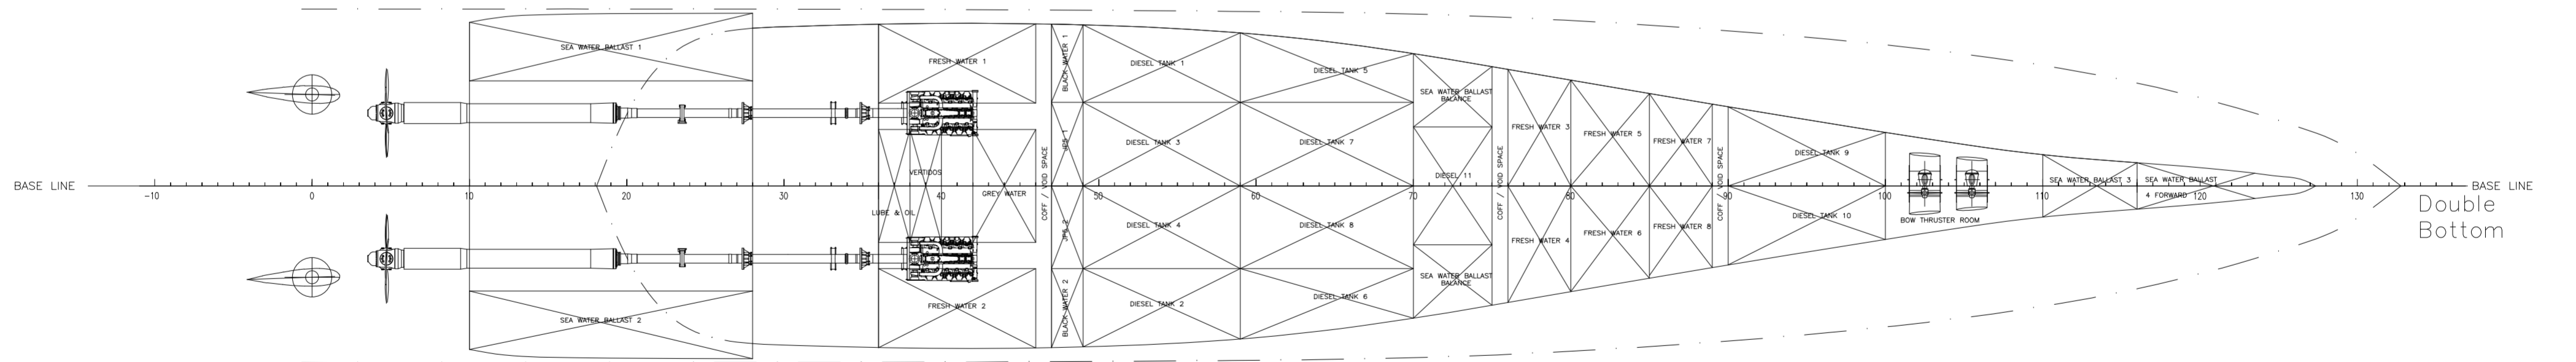 SEA WATER BALLAST 1
FRESH WATER 1
BLACK WATER 1
DIESEL TANK 1
DIESEL TANK 5
SEA WATER BALLAST
BALANCE
DIESEL TANK 3
DIESEL TANK 7
FRESH WATER 3
FRESH WATER 5
FRESH WATER 7
DIESEL TANK 9
JP5 1
COFF / VOID SPACE
VERTIDOS
GREY WATER
LUBE & OIL
DIESEL 11
COFF / VOID SPACE
COFF / VOID SPACE
SEA WATER BALLAST 3
SEA WATER BALLAST
4 FORWARD
BASE LINE
-10
0
10
20
30
40
50
60
70
80
90
100
110
120
130
BASE LINE
Double
Bottom
BOW THRUSTER ROOM
JP5 2
DIESEL TANK 4
DIESEL TANK 8
FRESH WATER 4
FRESH WATER 6
FRESH WATER 8
DIESEL TANK 10
SEA WATER BALLAST
BALANCE
SEA WATER BALLAST 2
FRESH WATER 2
BLACK WATER 2
DIESEL TANK 2
DIESEL TANK 6